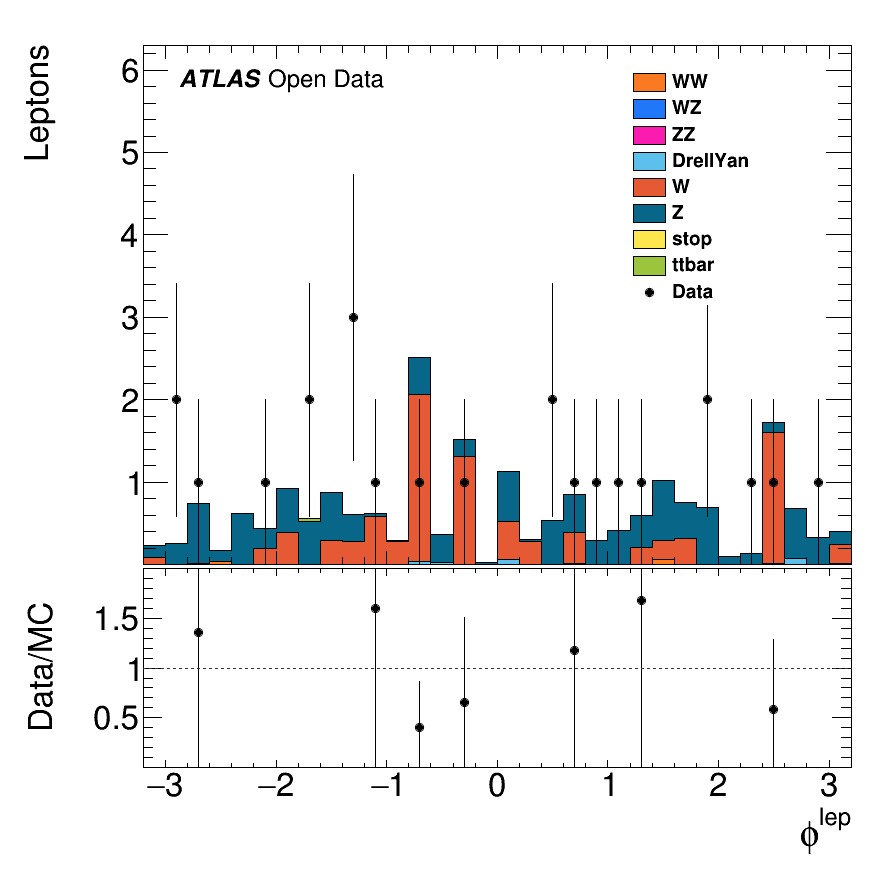 Leptons
6
ATLAS Open Data
WW
WZ
ZZ
DrellYan
W
Z
stop
ttbar
Data
5
4
3
2
1
Data/MC
1.5
1
0.5
−3 −2 −1 0 1 2 3
ϕlep